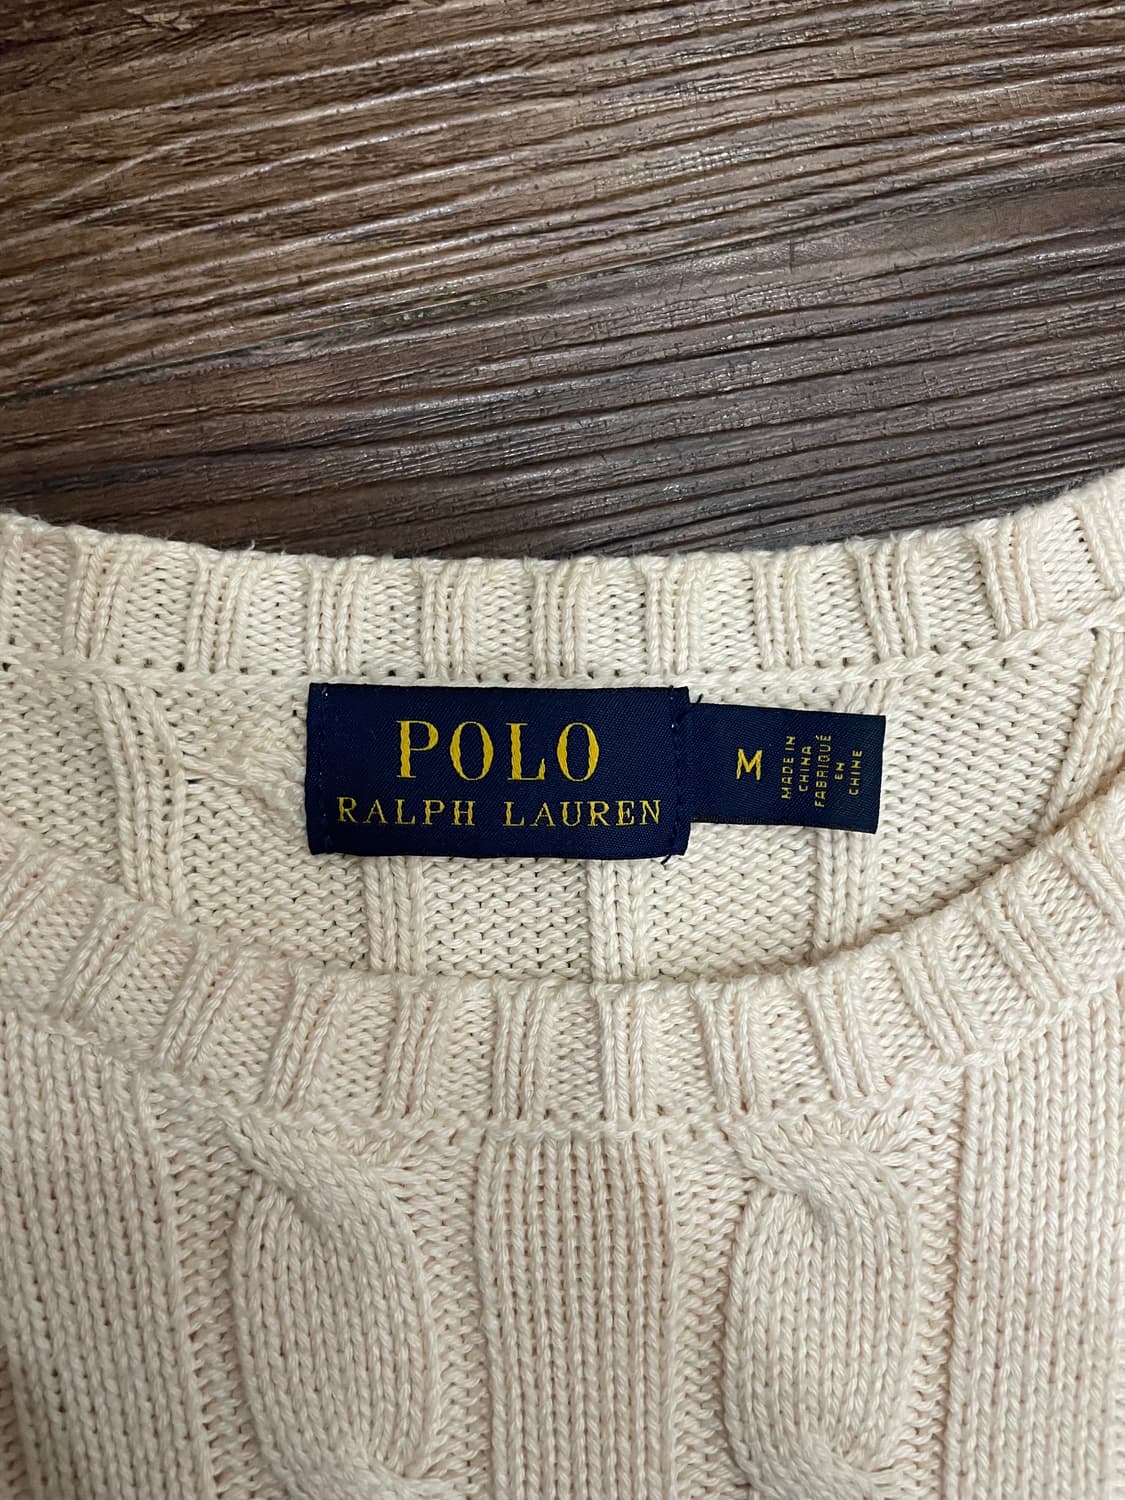 POLO
RALPH LAUREN
M
MADE IN
CHINA
FABRIQUÉ
EN
CHINE